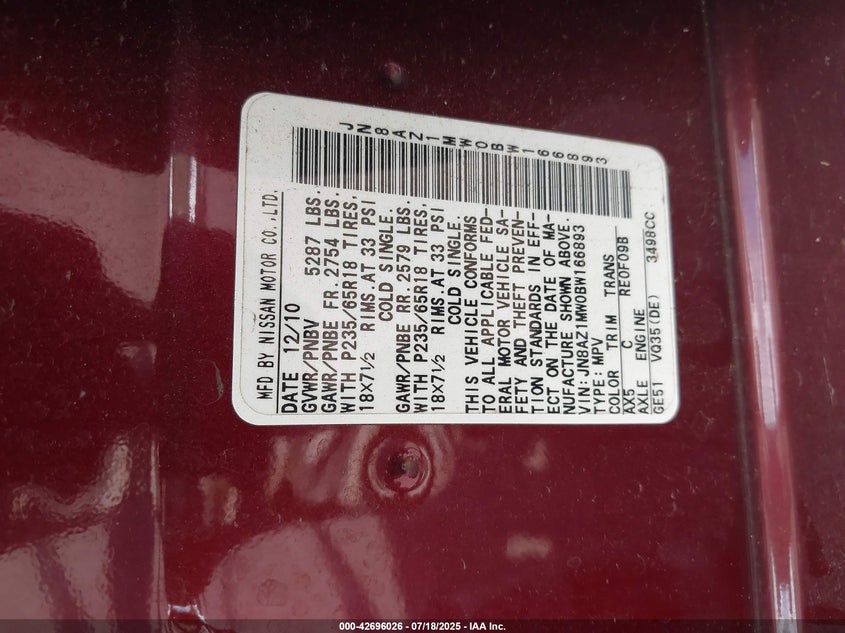 MFD BY NISSAN MOTOR CO.,LTD.
DATE 12/10
GVWR/PNBV 5287 LBS.
GAWR/PNBE FR.2754 LBS.
WITH P235/65R18 TIRES,
18X7½ RIMS.AT 33 PSI
COLD SINGLE.
GAWR/PNBE RR.2579 LBS.
WITH P235/65R18 TIRES,
18X7½ RIMS.AT 33 PSI
COLD SINGLE.
THIS VEHICLE CONFORMS
TO ALL APPLICABLE FED-
ERAL MOTOR VEHICLE SA-
FETY AND THEFT PREVEN-
TION STANDARDS IN EFF-
ECT ON THE DATE OF MA-
NUFACTURE SHOWN ABOVE.
VIN:JN8AZ1MW0BW166893
TYPE:MPV
COLOR TRIM TRANS
AX5 C RE0F09B
AXLE ENGINE
GE51 VQ35(DE) 3498CC
JN8AZ1MW0BW166893
000-42696026 - 07/18/2025 - IAA Inc.